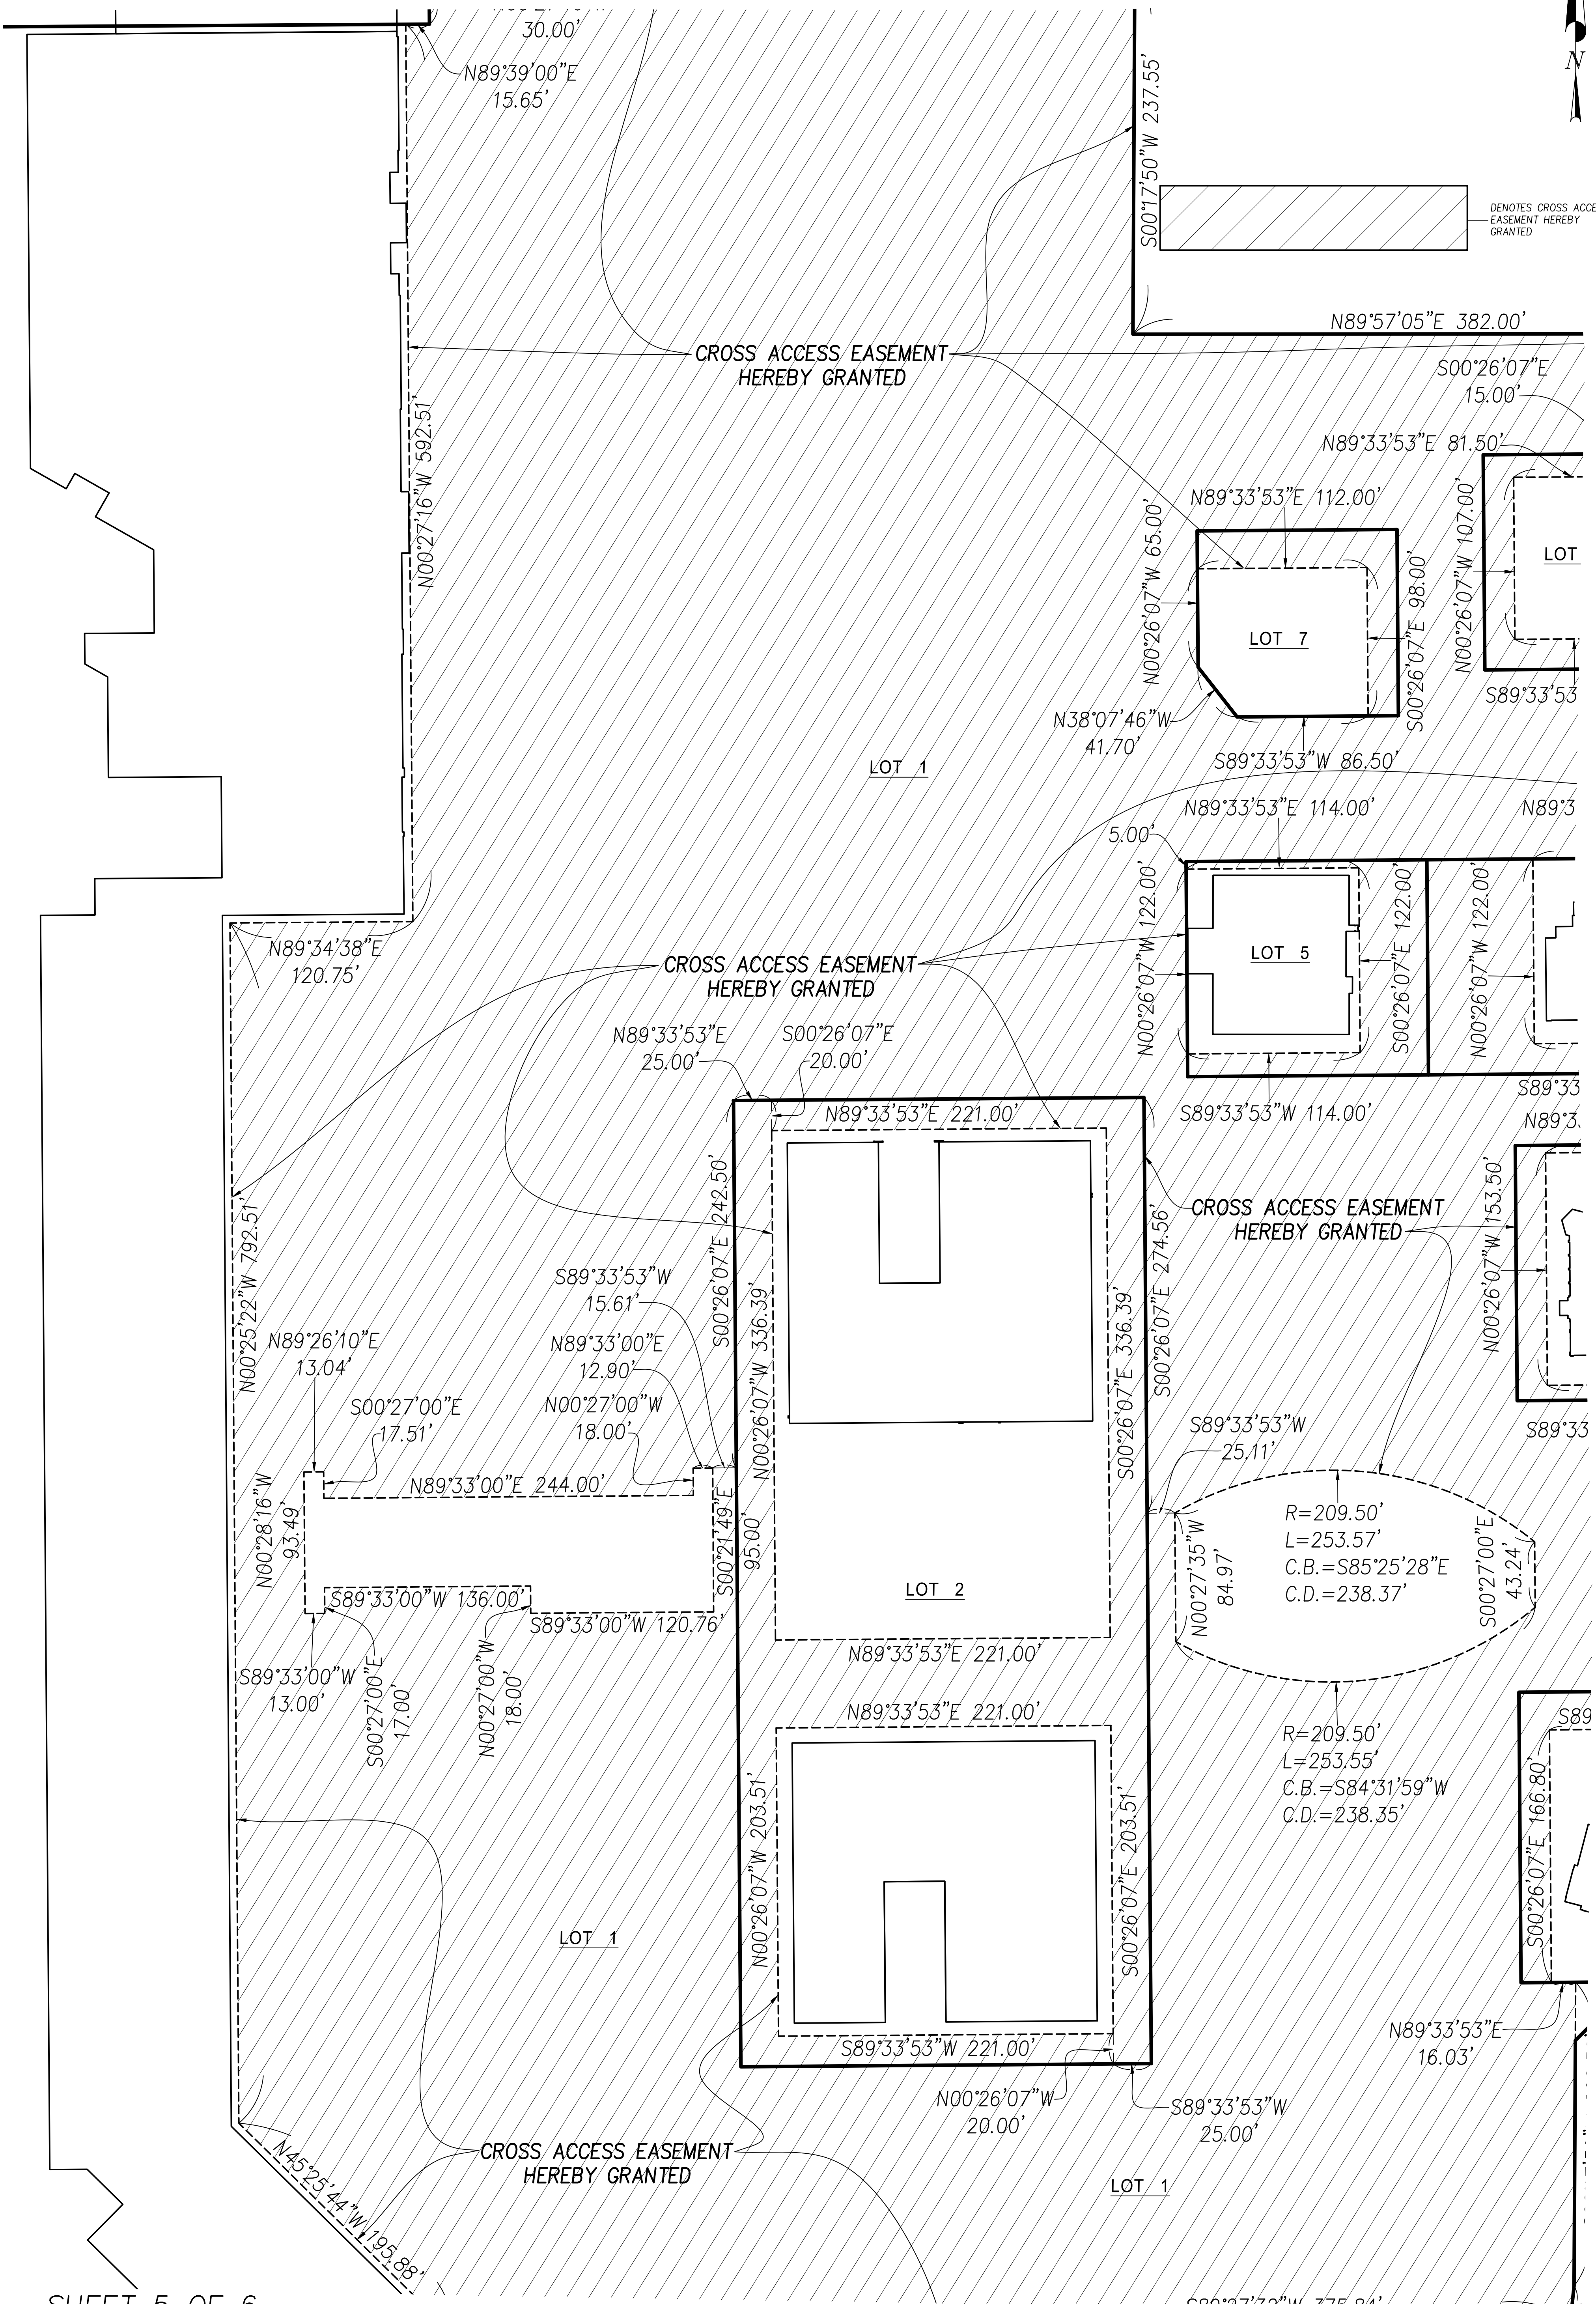 30.00'
N89°39'00"E
15.65'
N
S00°17'50"W 237.55'
DENOTES CROSS
EASEMENT HEREBY
GRANTED
N89°57'05"E 382.00'
CROSS ACCESS EASEMENT
HEREBY GRANTED
S00°26'07"E
15.00'
N89°33'53"E 81.50'
N00°27'16"W 592.51'
N89°33'53"E 112.00'
N00°26'07"W 65.00'
N00°26'07"W 107.00'
LOT
LOT 7
S00°26'07"E 98.00'
S89°33'53
N38°07'46"W
41.70'
S89°33'53"W 86.50'
LOT 1
N89°33'53"E 114.00'
N89°3
5.00'
N00°26'07"W 122.00'
LOT 5
S00°26'07"E 122.00'
N00°26'07"W 122.00'
N89°34'38"E
120.75'
CROSS ACCESS EASEMENT
HEREBY GRANTED
N89°33'53"E
25.00'
S00°26'07"E
20.00'
S89°33
N89°33'53"E 221.00'
S89°33'53"W 114.00'
N89°3
S00°26'07"E 242.50'
N00°26'07"W 153.50'
CROSS ACCESS EASEMENT
HEREBY GRANTED
N00°25'22"W 792.51'
S00°26'07"E 274.56'
S89°33'53"W
15.61'
N00°26'07"W 336.39'
S00°26'07"E 336.39'
N89°26'10"E
13.04'
N89°33'00"E
12.90'
S00°27'00"E
17.51'
N00°27'00"W
18.00'
S89°33'53"W
25.11'
S89°33
N89°33'00"E 244.00'
N00°28'16"W
93.49'
S00°21'49"E
95.00'
N00°27'35"W
84.97'
R=209.50'
L=253.57'
C.B.=S85°25'28"E
C.D.=238.37'
S00°27'00"E
43.24'
LOT 2
S89°33'00"W 136.00'
S89°33'00"W 120.76'
N89°33'53"E 221.00'
S89°33'00"W
13.00'
S00°27'00"E
17.00'
N00°27'00"W
18.00'
N89°33'53"E 221.00'
S89
R=209.50'
L=253.55'
C.B.=S84°31'59"W
C.D.=238.35'
N00°26'07"W 203.51'
S00°26'07"E 203.51'
S00°26'07"E 166.80'
LOT 1
N89°33'53"E
16.03'
S89°33'53"W 221.00'
N00°26'07"W
20.00'
S89°33'53"W
25.00'
CROSS ACCESS EASEMENT
HEREBY GRANTED
N45°25'44"W 195.88'
LOT 1
SHEET 5 OF 6